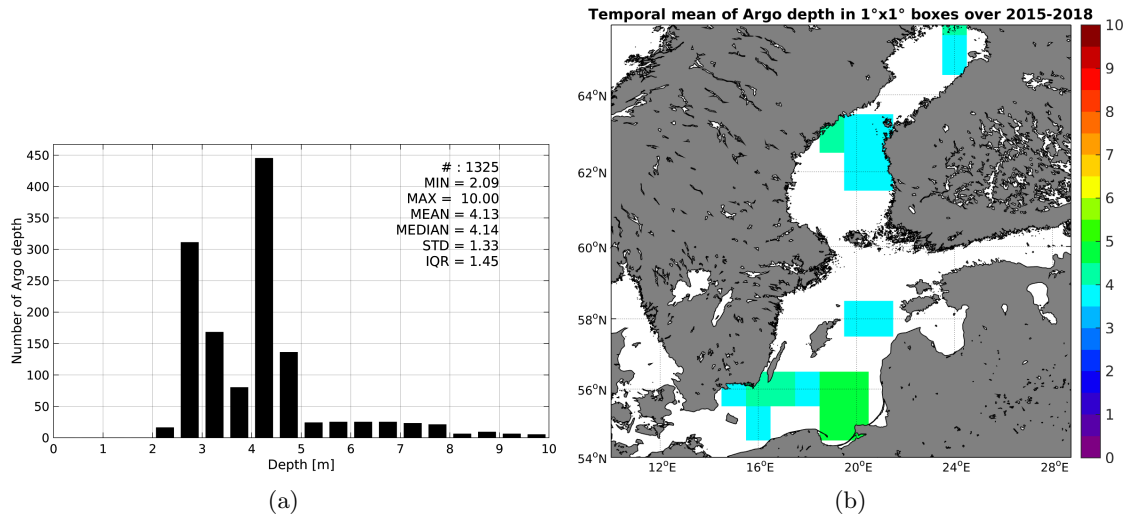 Temporal mean of Argo depth in 1°x1° boxes over 2015-2018
450
400
350
300
250
200
150
100
50
0
Number of Argo depth
# : 1325
MIN = 2.09
MAX = 10.00
MEAN = 4.13
MEDIAN = 4.14
STD = 1.33
IQR = 1.45
0 1 2 3 4 5 6 7 8 9 10
Depth [m]
(a)
64°N
62°N
60°N
58°N
56°N
54°N
12°E 16°E 20°E 24°E 28°E
10
9
8
7
6
5
4
3
2
1
0
(b)